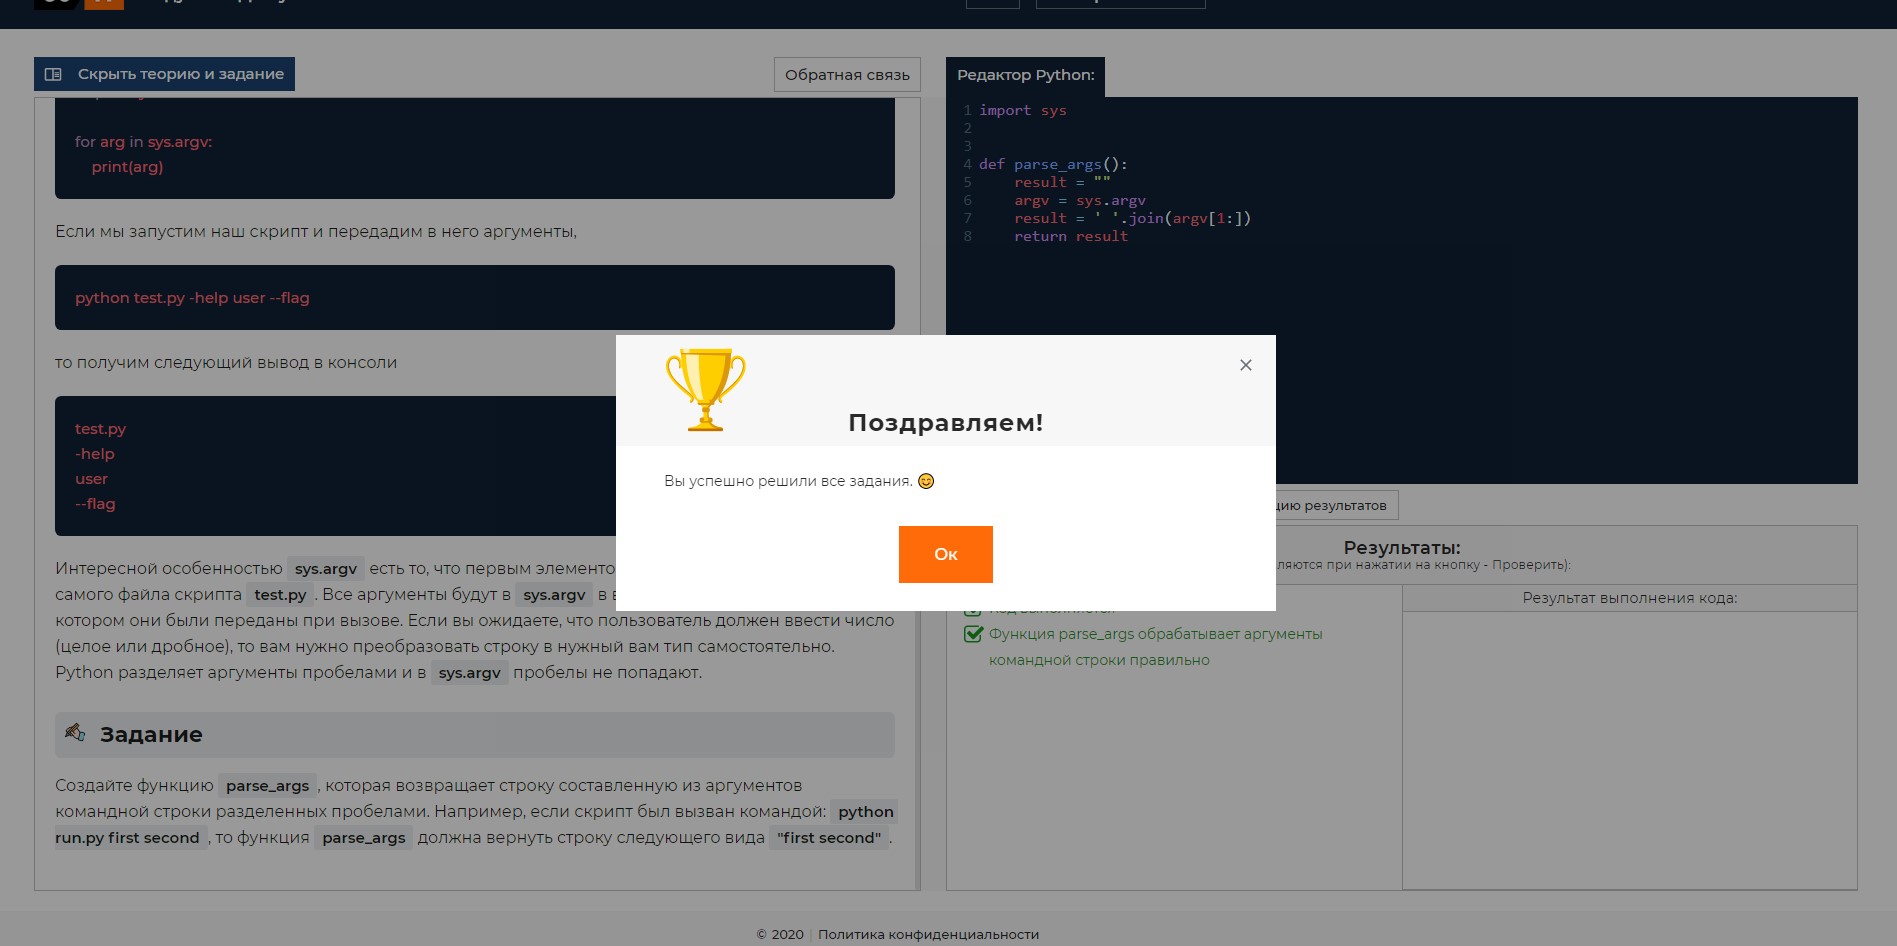 Скрыть теорию и задание
Обратная связь
for arg in sys.argv:
print(arg)
Если мы запустим наш скрипт и передадим в него аргументы,
python test.py -help user --flag
то получим следующий вывод в консоли
test.py
-help
user
--flag
Интересной особенностью sys.argv есть то, что первым
самого файла скрипта test.py . Все аргументы будут в sys.argv в
котором они были переданы при вызове. Если вы ожидаете, что пользователь должен ввести число
(целое или дробное), то вам нужно преобразовать строку в нужный вам тип самостоятельно.
Python разделяет аргументы пробелами и в sys.argv пробелы не попадают.
Задание
Создайте функцию parse_args , которая возвращает строку составленную из аргументов
командной строки разделенных пробелами. Например, если скрипт был вызван командой: python
run.py first second , то функция parse_args должна вернуть строку следующего вида "first second" .
Редактор Python:
1 import sys
2
3
4 def parse_args():
5 result = ""
6 argv = sys.argv
7 result = ' '.join(argv[1:])
8 return result
Поздравляем!
Вы успешно решили все задания. 😊
Ок
результатов
Результаты:
при нажатии на кнопку - Проверить):
Результат выполнения кода:
Функция parse_args обрабатывает аргументы
командной строки правильно
© 2020 | Политика конфиденциальности